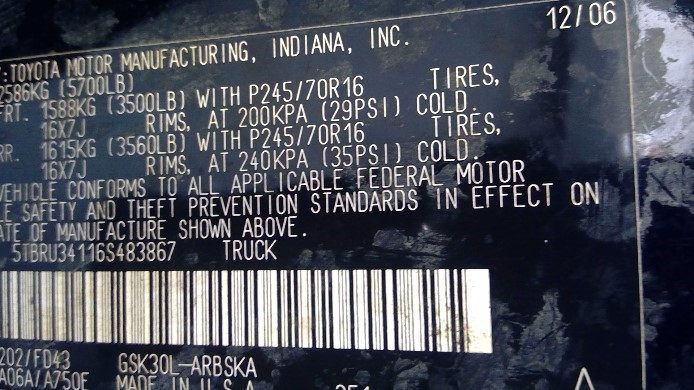 12/06
:TOYOTA MOTOR MANUFACTURING, INDIANA, INC.
2586KG (5700LB)
FRT. 1588KG (3500LB) WITH P245/70R16 TIRES,
16X7J RIMS, AT 200KPA (29PSI) COLD.
RR. 1615KG (3560LB) WITH P245/70R16 TIRES,
16X7J RIMS, AT 240KPA (35PSI) COLD.
VEHICLE CONFORMS TO ALL APPLICABLE FEDERAL MOTOR
LE SAFETY AND THEFT PREVENTION STANDARDS IN EFFECT ON
ATE OF MANUFACTURE SHOWN ABOVE.
5TBRU34116S483867 TRUCK
202/FD43 GSK30L-ARBSKA
A06A/A750E MADE IN U.S.A.